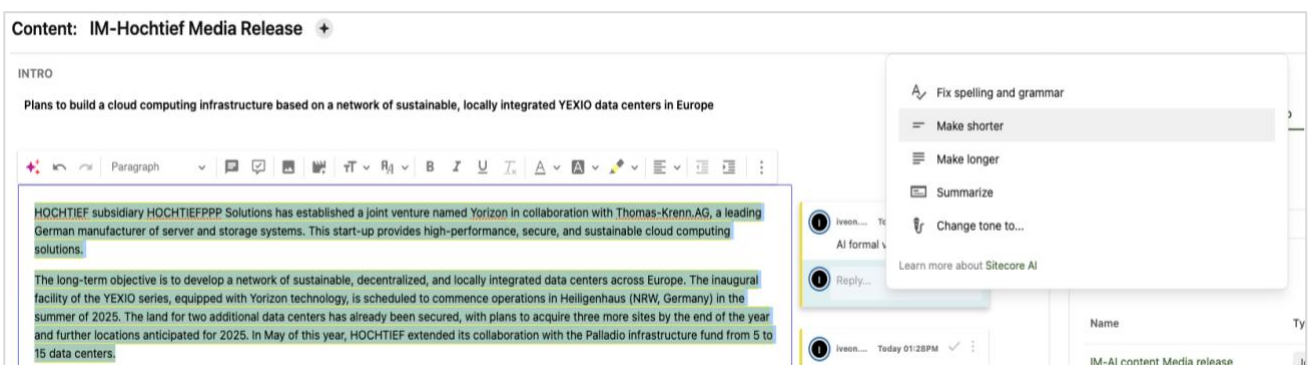 Content: IM-Hochtief Media Release +
INTRO
Plans to build a cloud computing infrastructure based on a network of sustainable, locally integrated YEXIO data centers in Europe
Paragraph
HOCHTIEF subsidiary HOCHTIEFPPP Solutions has established a joint venture named Yorizon in collaboration with Thomas-Krenn.AG, a leading
German manufacturer of server and storage systems. This start-up provides high-performance, secure, and sustainable cloud computing
solutions.
The long-term objective is to develop a network of sustainable, decentralized, and locally integrated data centers across Europe. The inaugural
facility of the YEXIO series, equipped with Yorizon technology, is scheduled to commence operations in Heiligenhaus (NRW, Germany) in the
summer of 2025. The land for two additional data centers has already been secured, with plans to acquire three more sites by the end of the year
and further locations anticipated for 2025. In May of this year, HOCHTIEF extended its collaboration with the Palladio infrastructure fund from 5 to
15 data centers.
iveon....
AI formal
Reply...
iveon.... Today 01:28PM
Fix spelling and grammar
Make shorter
Make longer
Summarize
Change tone to...
Learn more about Sitecore AI
Name Ty
IM-AI content Media release